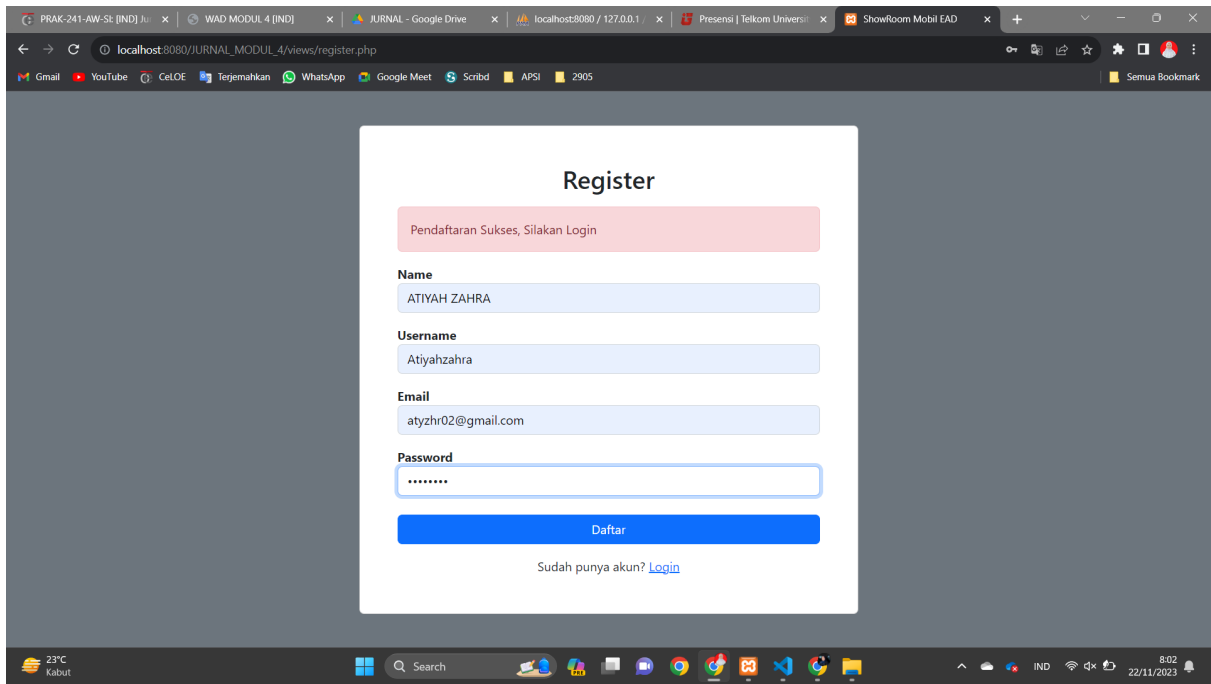 PRAK-241-AW-SI: [IND] Jur
WAD MODUL 4 [IND]
JURNAL - Google Drive
localhost:8080 / 127.0.0.1 /
Presensi | Telkom Universit
ShowRoom Mobil EAD
localhost:8080/JURNAL_MODUL_4/views/register.php
Gmail YouTube CeLOE Terjemahkan WhatsApp Google Meet Scribd APSI 2905 Semua Bookmark
Register
Pendaftaran Sukses, Silakan Login
Name
ATIYAH ZAHRA
Username
Atiyahzahra
Email
atyzhr02@gmail.com
Password
••••••••
Daftar
Sudah punya akun? Login
23°C
Kabut
Search
PRE
IND
8:02
22/11/2023